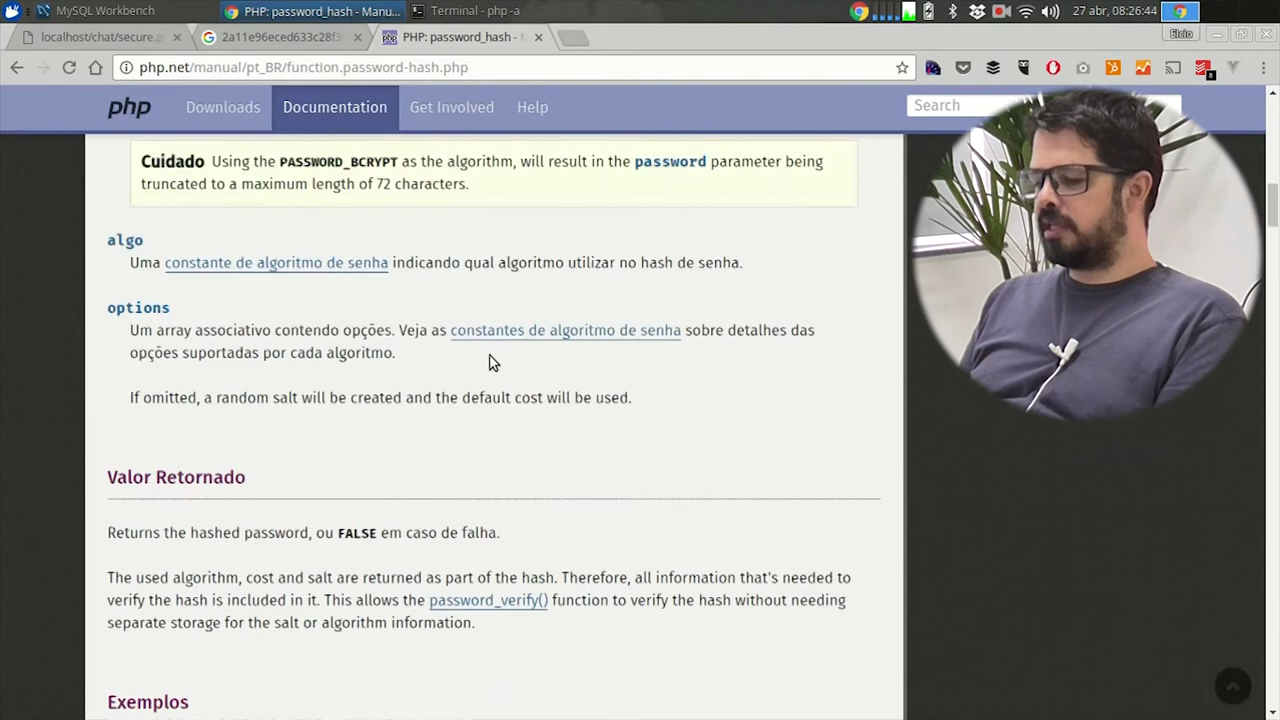 MySQL Workbench
PHP: password_hash - Manu...
Terminal - php -a
27 abr, 08:26:44
localhost/chat/secure.p
2a11e96eced633c28f3
PHP: password_hash - M
Elcio
php.net/manual/pt_BR/function.password-hash.php
8
php
Downloads
Documentation
Get Involved
Help
Search
Cuidado Using the PASSWORD_BCRYPT as the algorithm, will result in the password parameter being
truncated to a maximum length of 72 characters.
algo
Uma constante de algoritmo de senha indicando qual algoritmo utilizar no hash de senha.
options
Um array associativo contendo opções. Veja as constantes de algoritmo de senha sobre detalhes das
opções suportadas por cada algoritmo.
If omitted, a random salt will be created and the default cost will be used.
Valor Retornado
Returns the hashed password, ou FALSE em caso de falha.
The used algorithm, cost and salt are returned as part of the hash. Therefore, all information that's needed to
verify the hash is included in it. This allows the password_verify() function to verify the hash without needing
separate storage for the salt or algorithm information.
Exemplos